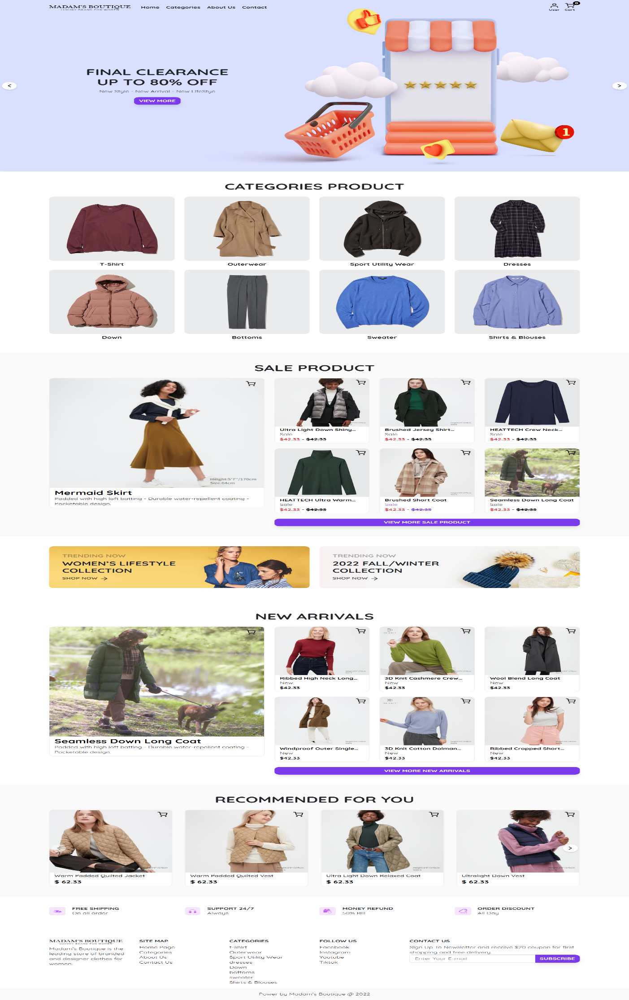 MADAM'S BOUTIQUE
LUXURY BRAND FOR WOMEN
Home Categories About Us Contact
User Cart 0
1
FINAL CLEARANCE
UP TO 80% OFF
New Style - New Arrival - New LifeStye
VIEW MORE
< >
CATEGORIES PRODUCT
T-Shirt Outerwear Sport Utility Wear Dresses
Down Bottoms Sweater Shirts & Blouses
SALE PRODUCT
Height:5'7"/170cm
Size:64cm
Mermaid Skirt
Padded with high loft batting - Durable water-repellent coating -
Pocketable design.
Ultra Light Down Shiny... Brushed Jersey Shirt... HEATTECH Crew Neck...
Sale Sale Sale
$42.33 - $42.33 $42.33 - $42.33 $42.33 - $42.33
HEATTECH Ultra Warm... Brushed Short Coat Seamless Down Long Coat
Sale Sale Sale
$42.33 - $42.33 $42.33 - $42.33 $42.33 - $42.33
VIEW MORE SALE PRODUCT
TRENDING NOW
WOMEN'S LIFESTYLE
COLLECTION
SHOP NOW →
TRENDING NOW
2022 FALL/WINTER
COLLECTION
SHOP NOW →
NEW ARRIVALS
Seamless Down Long Coat
Padded with high loft batting - Durable water-repellent coating -
Pocketable design.
3D KNIT
Ribbed High Neck Long... 3D Knit Cashmere Crew... Wool Blend Long Coat
New New New
$42.33 $42.33 $42.33
3D KNIT
Windproof Outer Single... 3D Knit Cotton Dolman... Ribbed Cropped Short...
New New New
$42.33 $42.33 $42.33
VIEW MORE NEW ARRIVALS
RECOMMENDED FOR YOU
< >
Warm Padded Quilted Jacket Warm Padded Quilted Vest Ultra Light Down Relaxed Coat Ultralight Down Vest
$ 62.33 $ 62.33 $ 62.33 $ 62.33
FREE SHIPPING SUPPORT 24/7 MONEY REFUND ORDER DISCOUNT
On all order Always 50% Bill All Day
MADAM'S BOUTIQUE
LUXURY BRAND FOR WOMEN
Madam's Boutique is the
leading store of branded
and designer clothes for
women.
SITE MAP
Home Page
Categories
About Us
Contact Us
CATEGORIES
t-shirt
Outerwear
Sport Utility Wear
dresses
Down
bottoms
sweater
Shirts & Blouses
FOLLOW US
Facebook
Instagram
Youtube
Tiktok
CONTACT US
Sign Up To Newsletter and receive $20 coupon for first
shopping and free delivery.
Enter Your E-mail SUBSCRIBE
Power by Madam's Boutique @ 2022